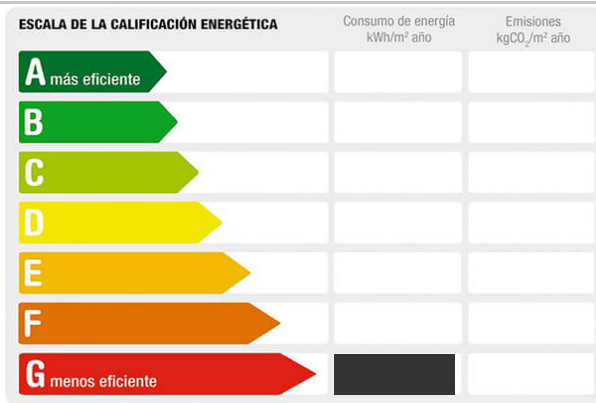 ESCALA DE LA CALIFICACIÓN ENERGÉTICA
Consumo de energía
kWh/m² año
Emisiones
kgCO₂/m² año
A más eficiente
B
C
D
E
F
G menos eficiente